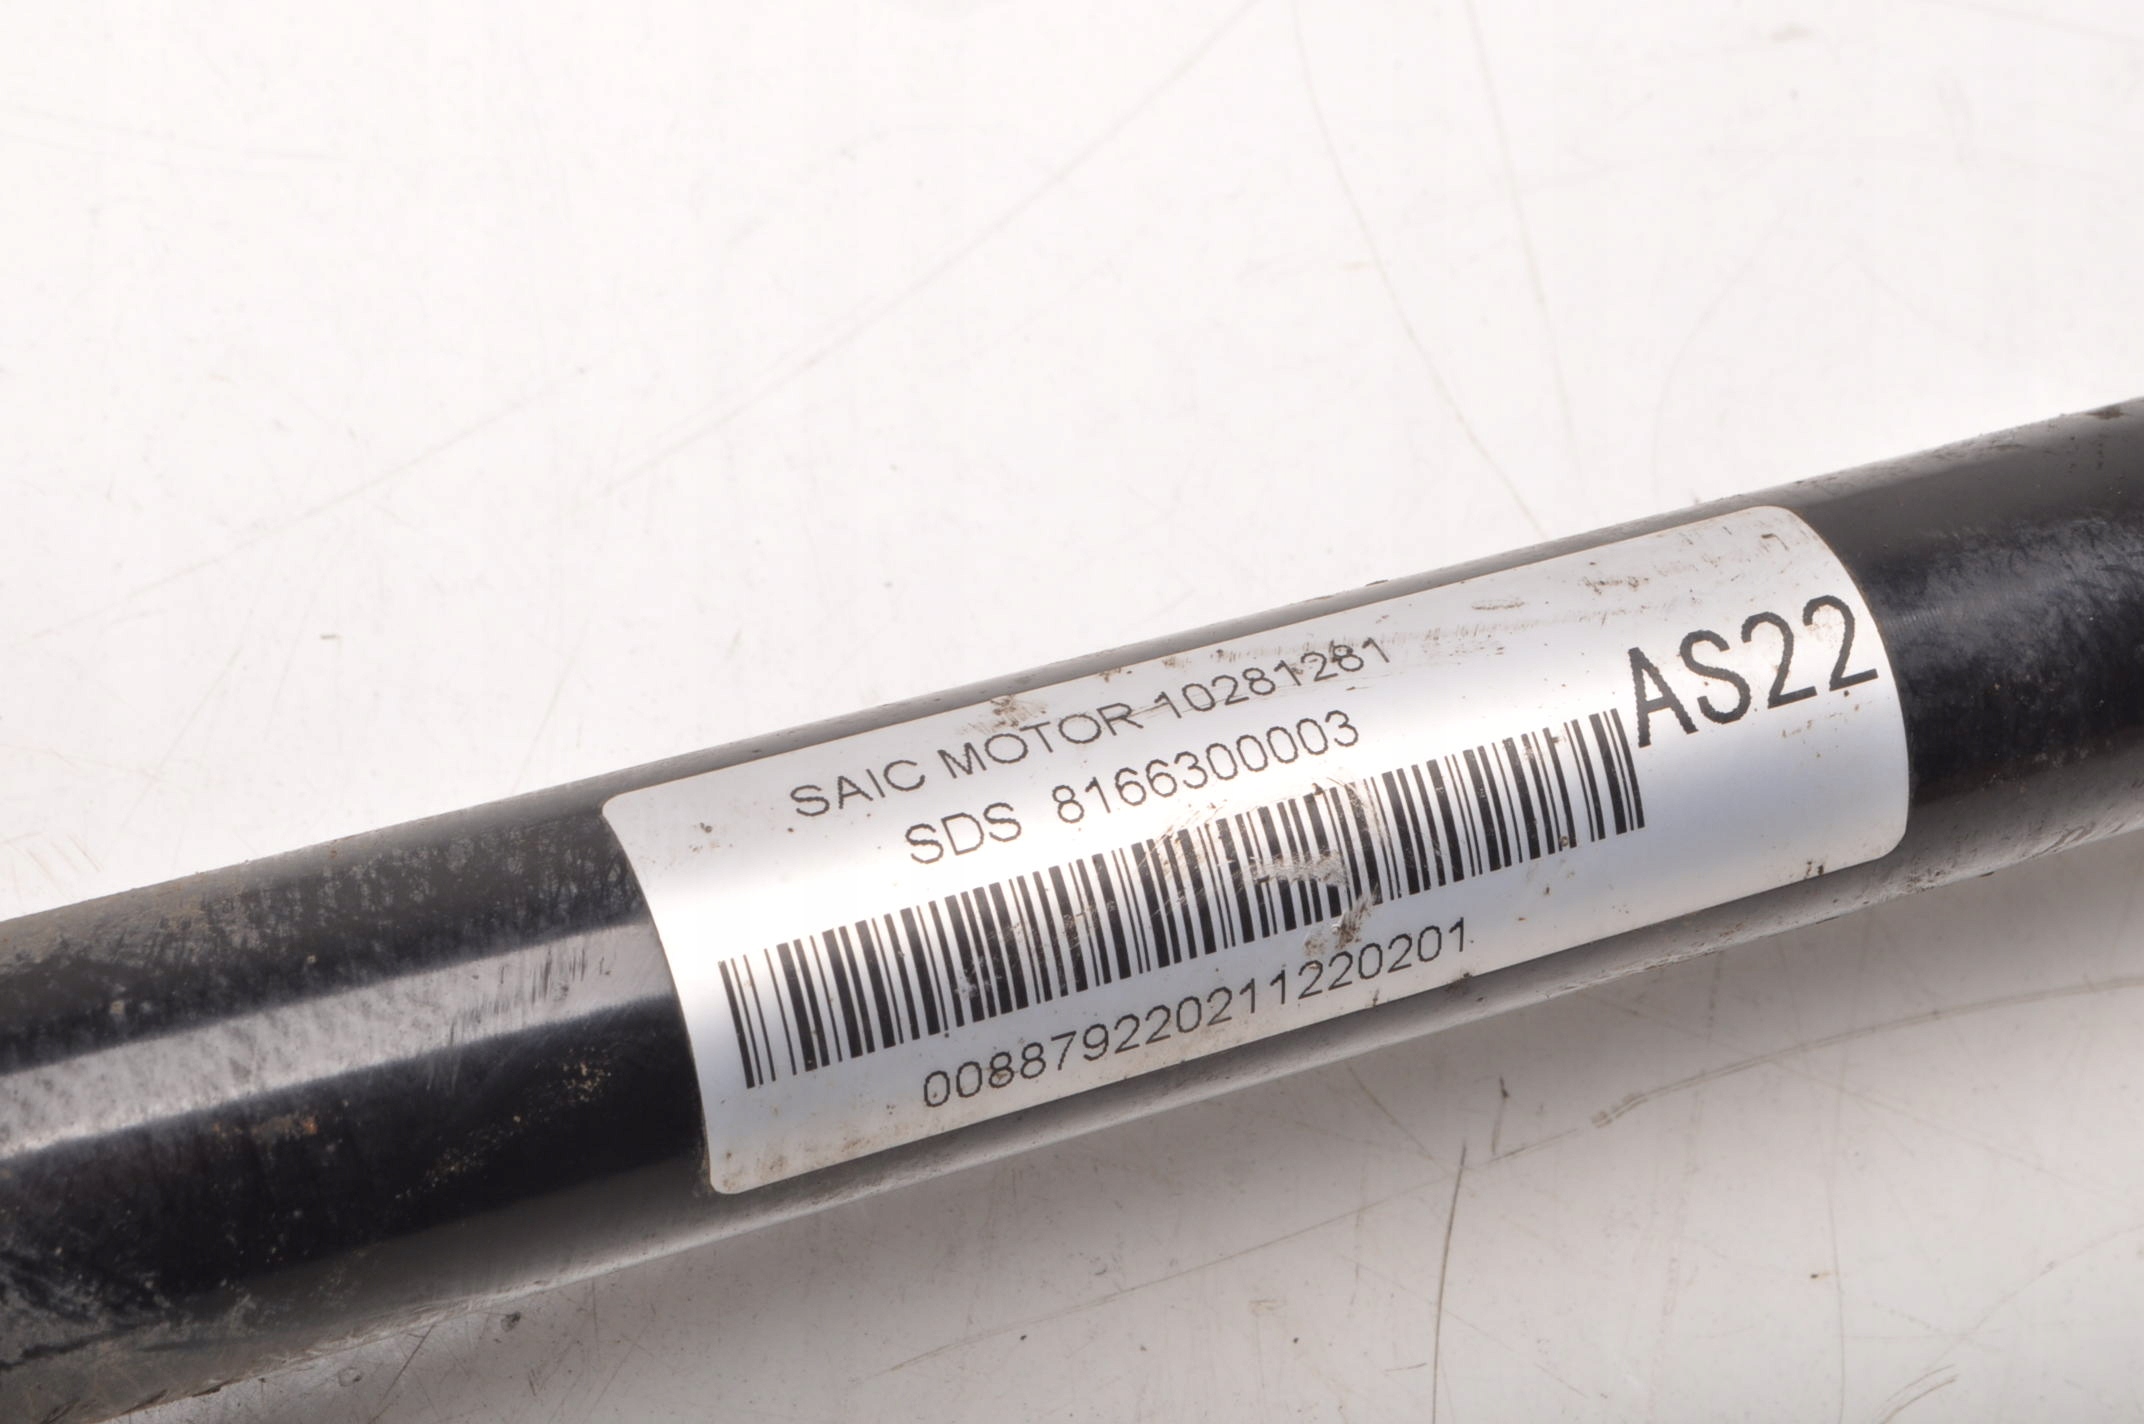 SAIC MOTOR 10281281
SDS 8166300003
AS22
008879220211220201